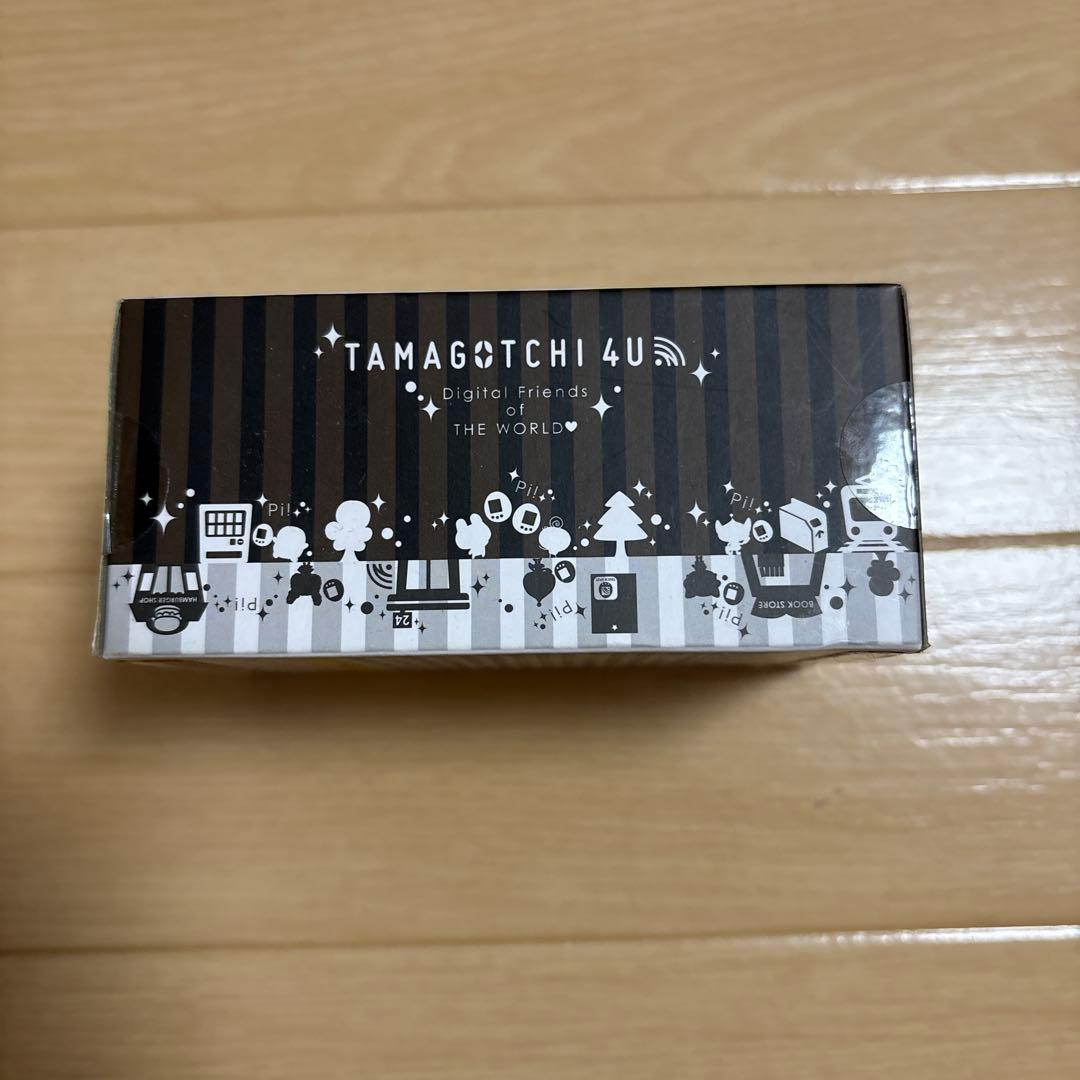 TAMAGOTCHI 4U
Digital Friends
of
THE WORLD♥
Pi!
Pi!
Pi!
HAMBURGER SHOP
Pi!
24
Pi!
Pi!
BOOK STORE